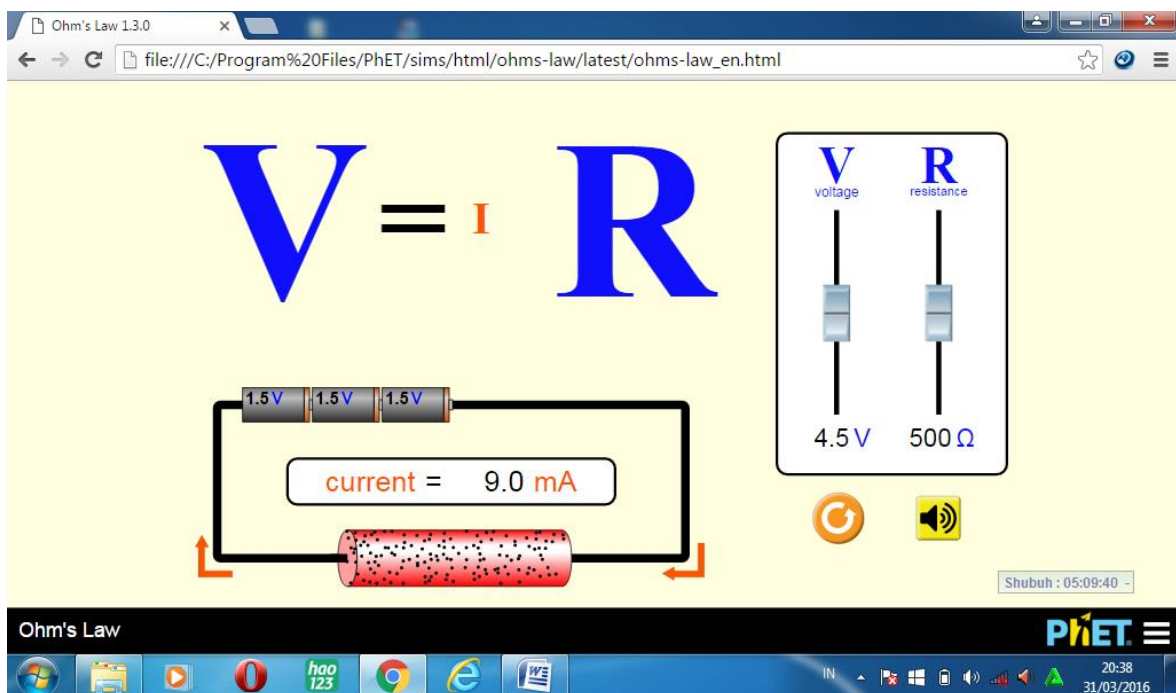 Ohm's Law 1.3.0
file:///C:/Program%20Files/PhET/sims/html/ohms-law/latest/ohms-law_en.html
V = I R
V R
voltage resistance
4.5 V 500 Ω
1.5 V 1.5 V 1.5 V
current = 9.0 mA
Shubuh : 05:09:40 -
Ohm's Law
PhET
hao
123
IN
20:38
31/03/2016